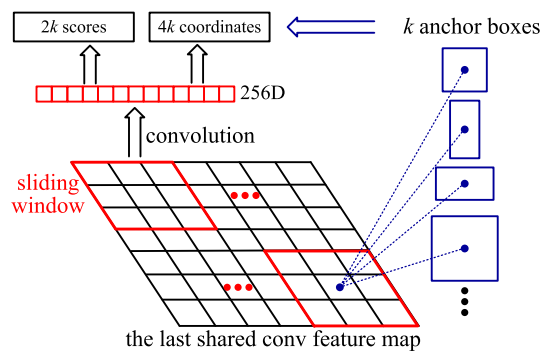 2k scores
4k coordinates
k anchor boxes
256D
convolution
sliding
window
the last shared conv feature map